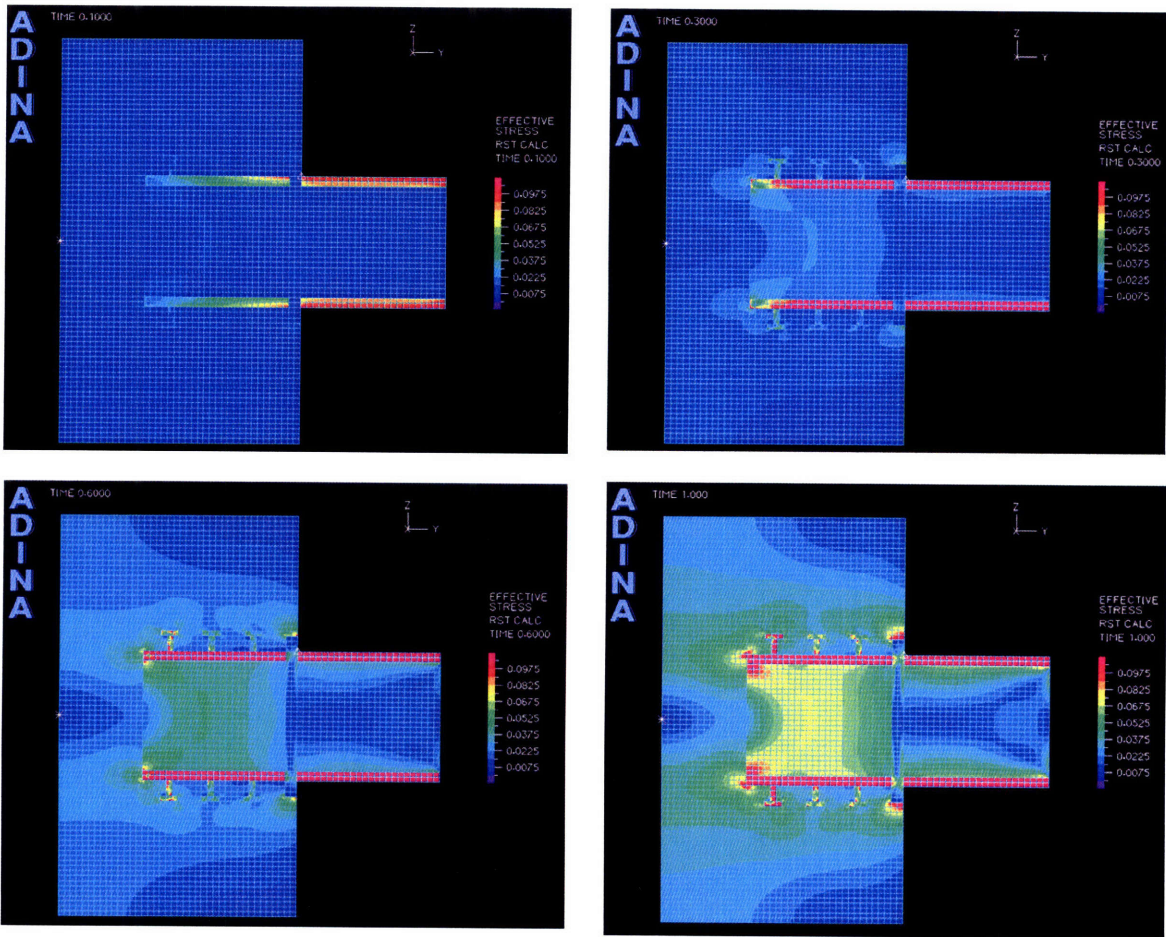 ADINA
TIME 0.1000
Z
X Y
EFFECTIVE
STRESS
RST CALC
TIME 0.1000
0.0975
0.0825
0.0675
0.0525
0.0375
0.0225
0.0075
ADINA
TIME 0.3000
Z
X Y
EFFECTIVE
STRESS
RST CALC
TIME 0.3000
0.0975
0.0825
0.0675
0.0525
0.0375
0.0225
0.0075
ADINA
TIME 0.6000
Z
X Y
EFFECTIVE
STRESS
RST CALC
TIME 0.6000
0.0975
0.0825
0.0675
0.0525
0.0375
0.0225
0.0075
ADINA
TIME 1.000
Z
X Y
EFFECTIVE
STRESS
RST CALC
TIME 1.000
0.0975
0.0825
0.0675
0.0525
0.0375
0.0225
0.0075